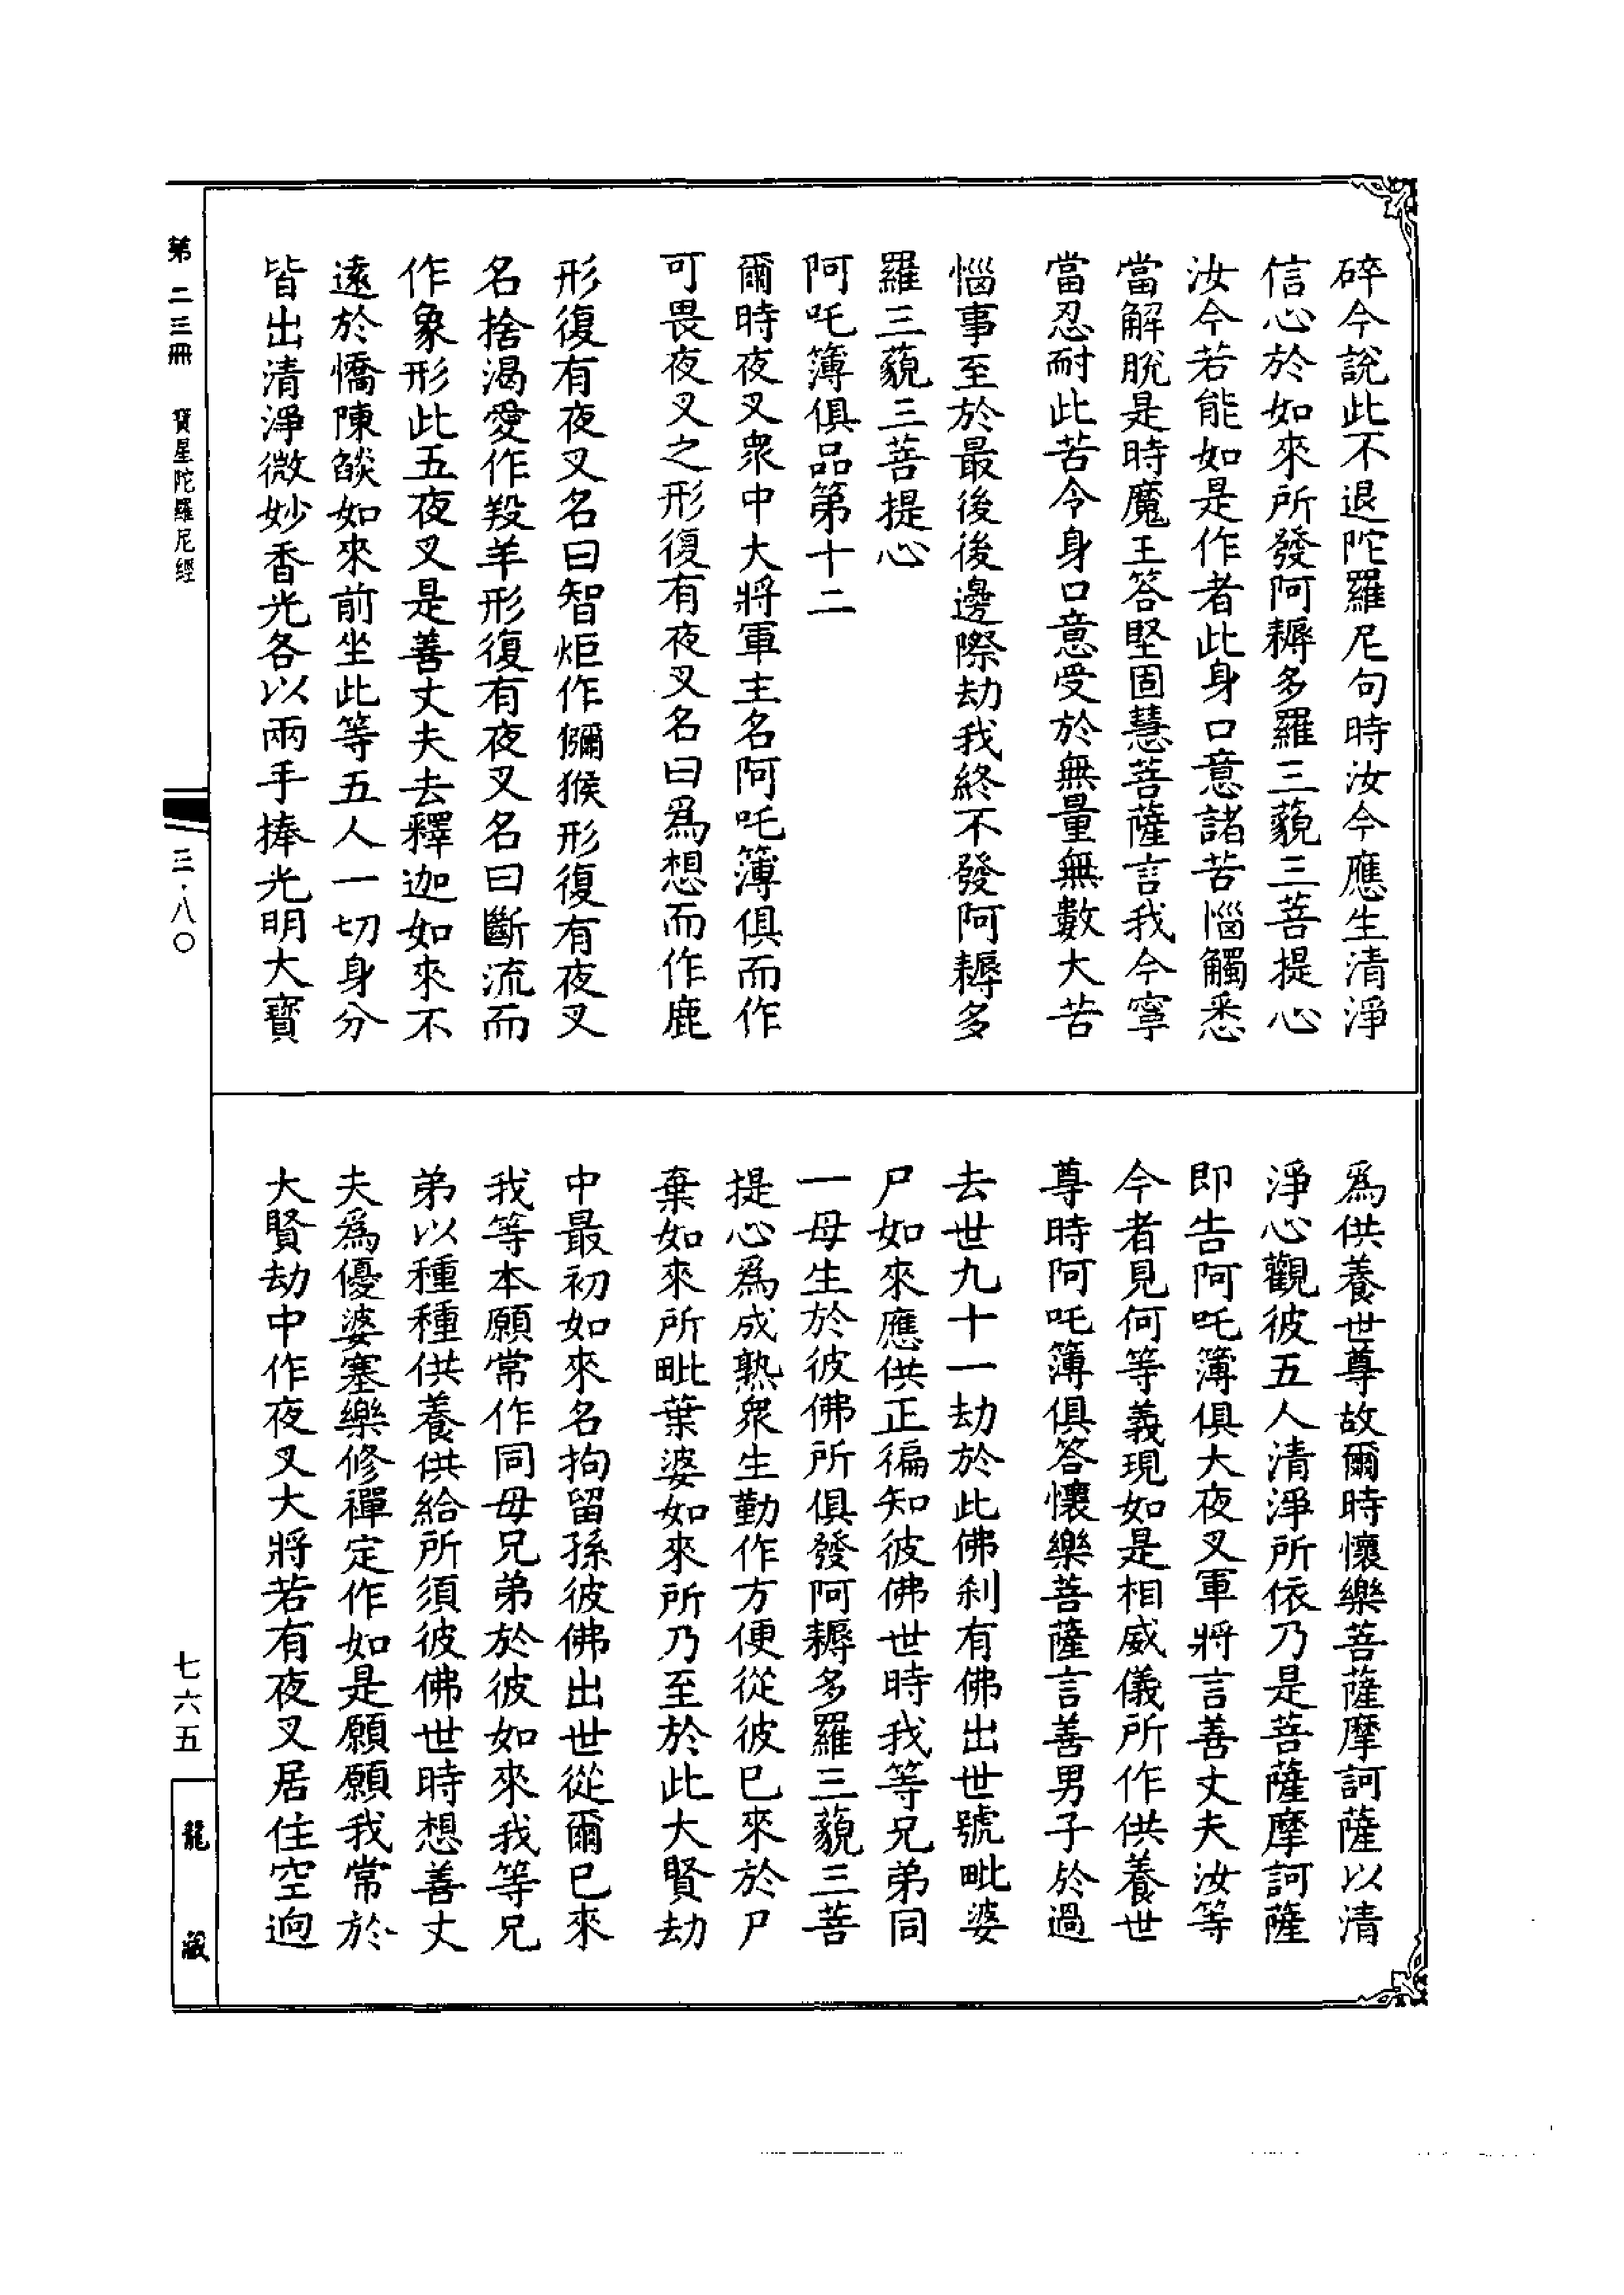 碎今說此不退陀羅尼句時汝今應生清淨
信心於如來所發阿耨多羅三藐三菩提心
汝今若能如是作者此身口意諸苦惱觸悉
當解脫是時魔王答堅固慧菩薩言我今寧
當忍耐此苦令身口意受於無量無數大苦
惱事至於最後後邊際劫我終不發阿耨多
羅三藐三菩提心
阿吒簿俱品第十二
爾時夜叉衆中大將軍主名阿吒簿俱而作
可畏夜叉之形復有夜叉名曰爲想而作鹿
形復有夜叉名曰智炬作獼猴形復有夜叉
名捨渴愛作羖羊形復有夜叉名曰斷流而
作象形此五夜叉是善丈夫去釋迦如來不
遠於憍陳燄如來前坐此等五人一切身分
皆出清淨微妙香光各以兩手捧光明大寳
爲供養世尊故爾時懷樂菩薩摩訶薩以清
淨心觀彼五人清淨所依乃是菩薩摩訶薩
即告阿吒簿俱大夜叉軍將言善丈夫汝等
今者見何等義現如是相威儀所作供養世
尊時阿吒簿俱答懷樂菩薩言善男子於過
去世九十一劫於此佛刹有佛出世號毗婆
尸如來應供正徧知彼佛世時我等兄弟同
一母生於彼佛所俱發阿耨多羅三藐三菩
提心爲成熟衆生勤作方便從彼已來於尸
棄如來所毗葉婆如來所乃至於此大賢劫
中最初如來名拘留孫彼佛出世從爾已來
我等本願常作同母兄弟於彼如來我等兄
弟以種種供養供給所須彼佛世時想善丈
夫爲優婆塞樂修禪定作如是願願我常於
大賢劫中作夜叉大將若有夜叉居住空逈
第二三冊 寶星陀羅尼經
三·八〇
七六五
龍藏